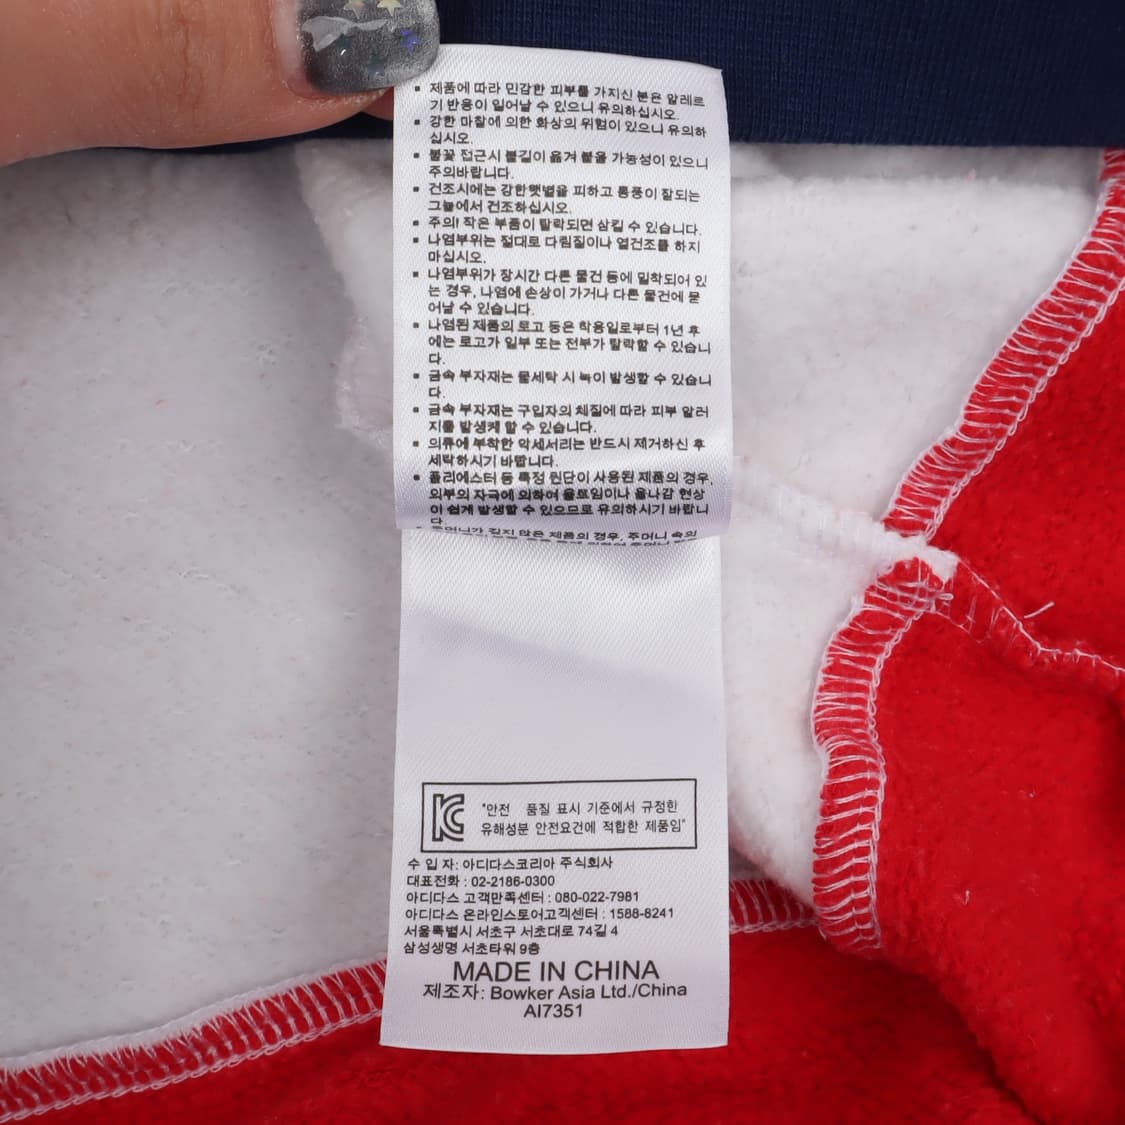 ▪ 제품에 따라 민감한 피부를 가지신 분은 알레르
기 반응이 일어날 수 있으니 유의하십시오.
▪ 강한 마찰에 의한 화상의 위험이 있으니 유의하
십시오.
▪ 불꽃 접근시 불길이 옮겨 붙을 가능성이 있으니
주의바랍니다.
▪ 건조시에는 강한햇볕을 피하고 통풍이 잘되는
그늘에서 건조하십시오.
▪ 주의! 작은 부품이 탈락되면 삼킬 수 있습니다.
▪ 나염부위는 절대로 다림질이나 열건조를 하지
마십시오.
▪ 나염부위가 장시간 다른 물건 등에 밀착되어 있
는 경우, 나염에 손상이 가거나 다른 물건에 묻
어날 수 있습니다.
▪ 나염된 제품의 로고 등은 착용일로부터 1년 후
에는 로고가 일부 또는 전부가 탈락할 수 있습니
다.
▪ 금속 부자재는 물세탁 시 녹이 발생할 수 있습니
다.
▪ 금속 부자재는 구입자의 체질에 따라 피부 알러
지를 발생케 할 수 있습니다.
▪ 의류에 부착한 악세서리는 반드시 제거하신 후
세탁하시기 바랍니다.
▪ 폴리에스터 등 특정 원단이 사용된 제품의 경우,
의부의 자극에 의하여 올트임이나 올나감 현상
이 쉽게 발생할 수 있으므로 유의하시기 바랍니
다.
▪ 주머니가 깊지 않은 제품의 경우, 주머니 속의
KC
"안전 품질 표시 기준에서 규정한
유해성분 안전요건에 적합한 제품임"
수 입 자: 아디다스코리아 주식회사
대표전화 : 02-2186-0300
아디다스 고객만족센터 : 080-022-7981
아디다스 온라인스토어고객센터 : 1588-8241
서울특별시 서초구 서초대로 74길 4
삼성생명 서초타워 9층
MADE IN CHINA
제조자: Bowker Asia Ltd./China
AI7351